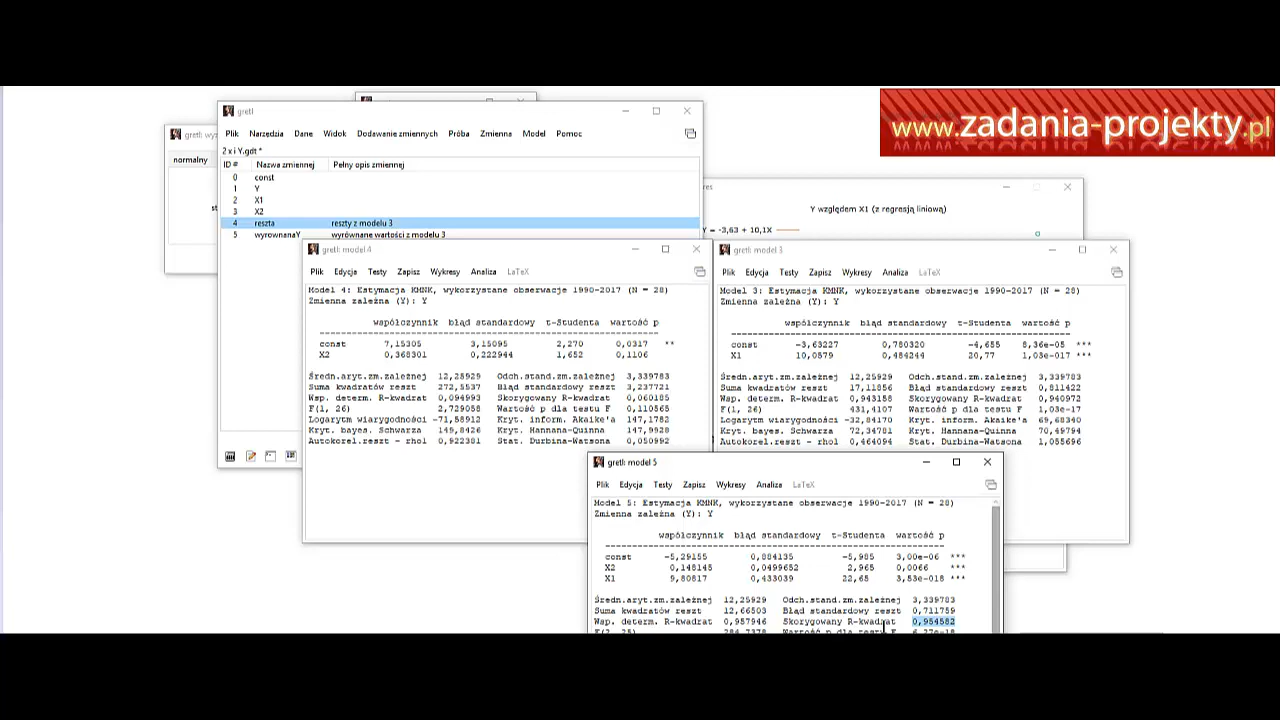 www.zadania-projekty.pl
gretl
Plik Narzędzia Dane Widok Dodawanie zmiennych Próba Zmienna Model Pomoc
2 x i Y.gdt *
ID # Nazwa zmiennej Pełny opis zmiennej
0 const
1 Y
2 X1
3 X2
4 reszta reszty z modelu 3
5 wyrownanaY wyrównane wartości z modelu 3
normalny
Y względem X1 (z regresją liniową)
Y = -3,63 + 10,1X
gretl: model 4
Plik Edycja Testy Zapisz Wykresy Analiza LaTeX
Model 4: Estymacja KMNK, wykorzystane obserwacje 1990-2017 (N = 28)
Zmienna zależna (Y): Y
współczynnik błąd standardowy t-Studenta wartość p
const 7,15305 3,15095 2,270 0,0317 **
X2 0,368301 0,222944 1,652 0,1106
Średn.aryt.zm.zależnej 12,25929 Odch.stand.zm.zależnej 3,339783
Suma kwadratów reszt 272,5537 Błąd standardowy reszt 3,237721
Wsp. determ. R-kwadrat 0,094993 Skorygowany R-kwadrat 0,060185
F(1, 26) 2,729058 Wartość p dla testu F 0,110565
Logarytm wiarygodności -71,58912 Kryt. inform. Akaike'a 147,1782
Kryt. bayes. Schwarza 149,8426 Kryt. Hannana-Quinna 147,9928
Autokorel.reszt - rho1 0,922381 Stat. Durbina-Watsona 0,050992
gretl: model 3
Plik Edycja Testy Zapisz Wykresy Analiza LaTeX
Model 3: Estymacja KMNK, wykorzystane obserwacje 1990-2017 (N = 28)
Zmienna zależna (Y): Y
współczynnik błąd standardowy t-Studenta wartość p
const -3,63227 0,780320 -4,655 8,36e-05 ***
X1 10,0579 0,484244 20,77 1,03e-017 ***
Średn.aryt.zm.zależnej 12,25929 Odch.stand.zm.zależnej 3,339783
Suma kwadratów reszt 17,11856 Błąd standardowy reszt 0,811422
Wsp. determ. R-kwadrat 0,943158 Skorygowany R-kwadrat 0,940972
F(1, 26) 431,4107 Wartość p dla testu F 1,03e-17
Logarytm wiarygodności -32,84170 Kryt. inform. Akaike'a 69,68340
Kryt. bayes. Schwarza 72,34781 Kryt. Hannana-Quinna 70,49794
Autokorel.reszt - rho1 0,464094 Stat. Durbina-Watsona 1,055696
gretl: model 5
Plik Edycja Testy Zapisz Wykresy Analiza LaTeX
Model 5: Estymacja KMNK, wykorzystane obserwacje 1990-2017 (N = 28)
Zmienna zależna (Y): Y
współczynnik błąd standardowy t-Studenta wartość p
const -5,29155 0,884135 -5,985 3,00e-06 ***
X2 0,148145 0,0499652 2,965 0,0066 ***
X1 9,80817 0,433039 22,65 3,53e-018 ***
Średn.aryt.zm.zależnej 12,25929 Odch.stand.zm.zależnej 3,339783
Suma kwadratów reszt 12,66503 Błąd standardowy reszt 0,711759
Wsp. determ. R-kwadrat 0,957946 Skorygowany R-kwadrat 0,954582